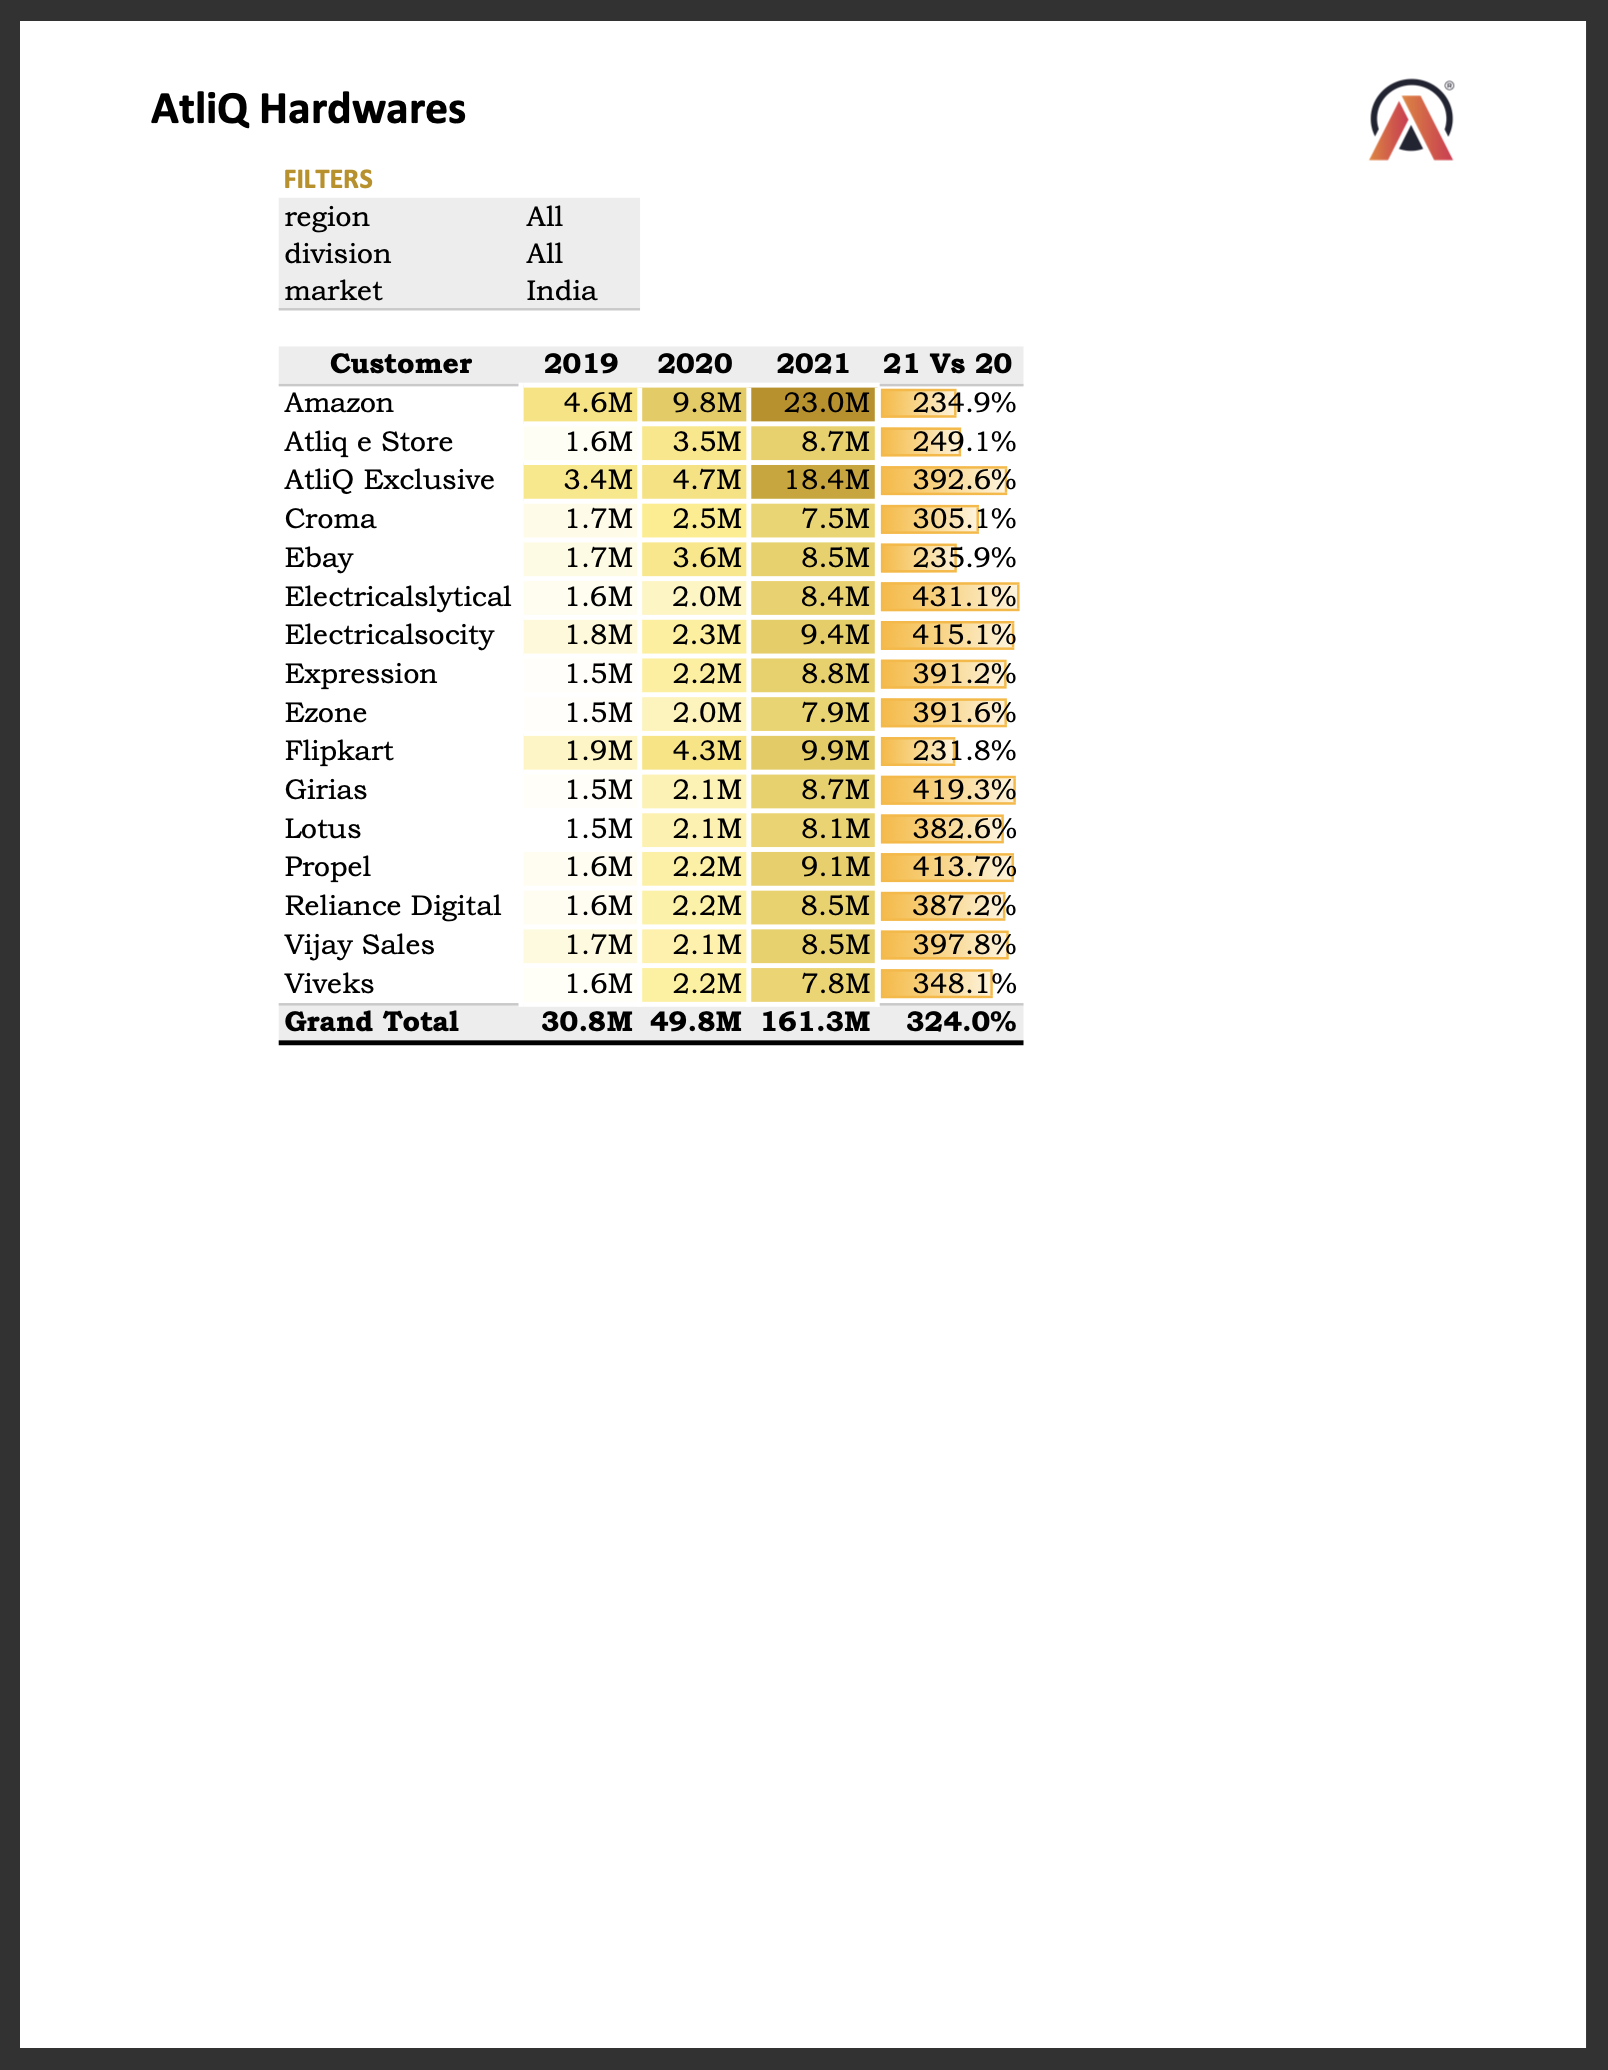 AtliQ Hardwares
®
FILTERS
region All
division All
market India
Customer 2019 2020 2021 21 Vs 20
Amazon 4.6M 9.8M 23.0M 234.9%
Atliq e Store 1.6M 3.5M 8.7M 249.1%
AtliQ Exclusive 3.4M 4.7M 18.4M 392.6%
Croma 1.7M 2.5M 7.5M 305.1%
Ebay 1.7M 3.6M 8.5M 235.9%
Electricalslytical 1.6M 2.0M 8.4M 431.1%
Electricalsocity 1.8M 2.3M 9.4M 415.1%
Expression 1.5M 2.2M 8.8M 391.2%
Ezone 1.5M 2.0M 7.9M 391.6%
Flipkart 1.9M 4.3M 9.9M 231.8%
Girias 1.5M 2.1M 8.7M 419.3%
Lotus 1.5M 2.1M 8.1M 382.6%
Propel 1.6M 2.2M 9.1M 413.7%
Reliance Digital 1.6M 2.2M 8.5M 387.2%
Vijay Sales 1.7M 2.1M 8.5M 397.8%
Viveks 1.6M 2.2M 7.8M 348.1%
Grand Total 30.8M 49.8M 161.3M 324.0%